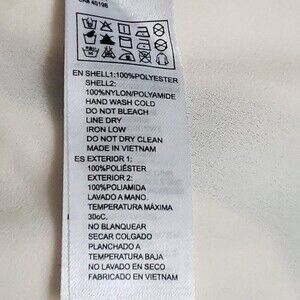 EN SHELL1:100%POLYESTER
SHELL2:
100%NYLON/POLYAMIDE
HAND WASH COLD
DO NOT BLEACH
LINE DRY
IRON LOW
DO NOT DRY CLEAN
MADE IN VIETNAM
ES EXTERIOR 1:
100%POLIÉSTER
EXTERIOR 2:
100%POLIAMIDA
LAVADO A MANO.
TEMPERATURA MÁXIMA
30oC.
NO BLANQUEAR
SECAR COLGADO
PLANCHADO A
TEMPERATURA BAJA
NO LAVADO EN SECO
FABRICADO EN VIETNAM